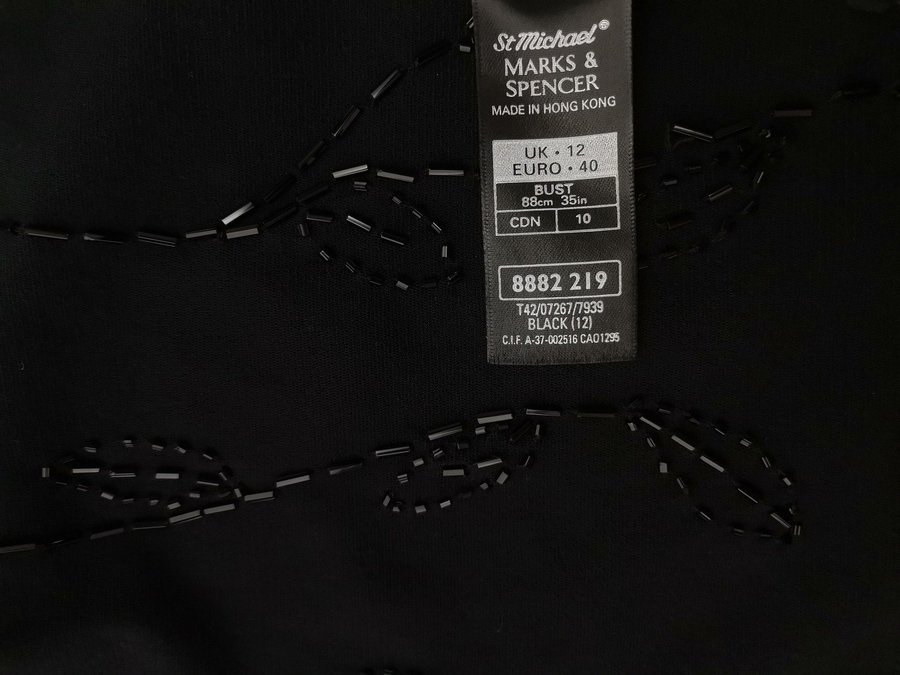 St Michael®
MARKS &
SPENCER
MADE IN HONG KONG
UK • 12
EURO • 40
BUST
88cm 35in
CDN 10
8882 219
T42/07267/7939
BLACK (12)
C.I.F. A-37-002516 CAO1295